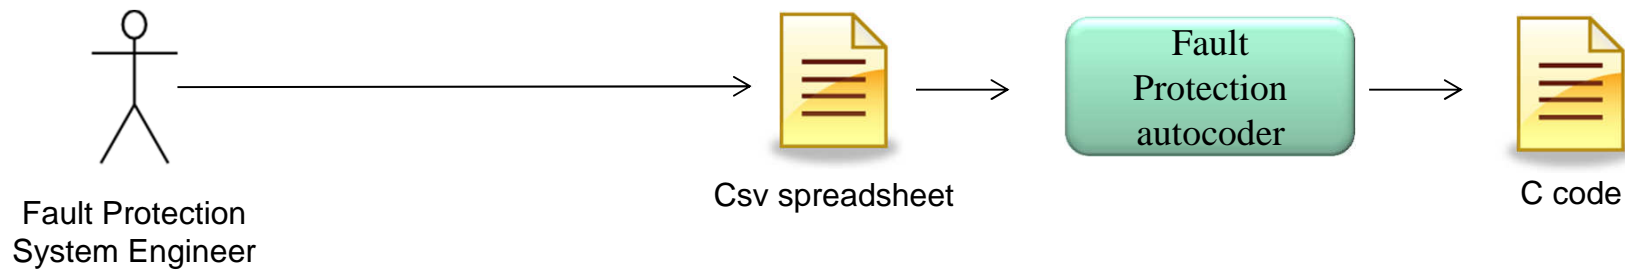 Fault Protection
System Engineer
Csv spreadsheet
Fault
Protection
autocoder
C code